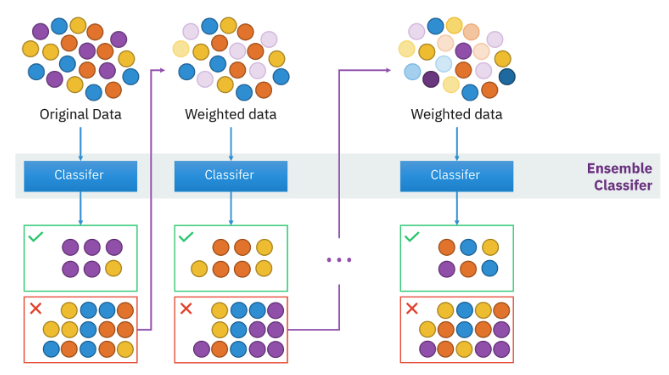 Original Data
Weighted data
Weighted data
Classifer
Classifer
Classifer
Ensemble
Classifer